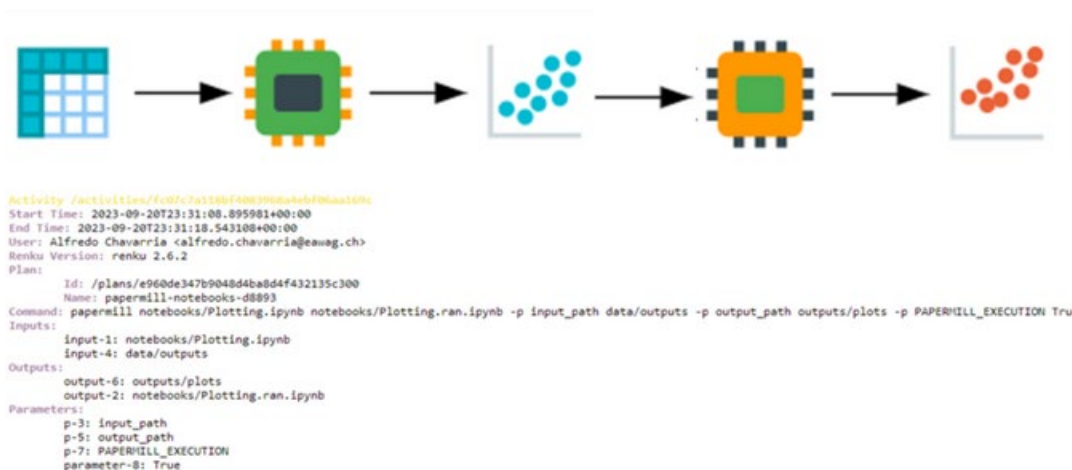 Activity
Start Time: 2023-09-20T23:31:08.895981+00:00
End Time: 2023-09-20T23:31:18.543108+00:00
User: Alfredo Chavarria <alfredo.chavarria@eawag.ch>
Renku Version: renku 2.6.2
Plan:
Id: /plans/e960de347b9048d4ba8d4f432135c300
Name: papermill-notebooks-d8893
Command: papermill notebooks/Plotting.ipynb notebooks/Plotting.ran.ipynb -p input_path data/outputs -p output_path outputs/plots -p PAPERMILL_EXECUTION Tru
Inputs:
input-1: notebooks/Plotting.ipynb
input-4: data/outputs
Outputs:
output-6: outputs/plots
output-2: notebooks/Plotting.ran.ipynb
Parameters:
p-3: input_path
p-5: output_path
p-7: PAPERMILL_EXECUTION
parameter-8: True